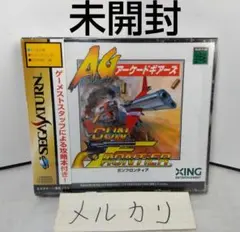 未開封
ゲーメストスタッフによる攻略本付き!
SEGA SATURN
AG
アーケードギアーズ
GUN
FRONTIER
ガンフロンティア
XING
メルカリ